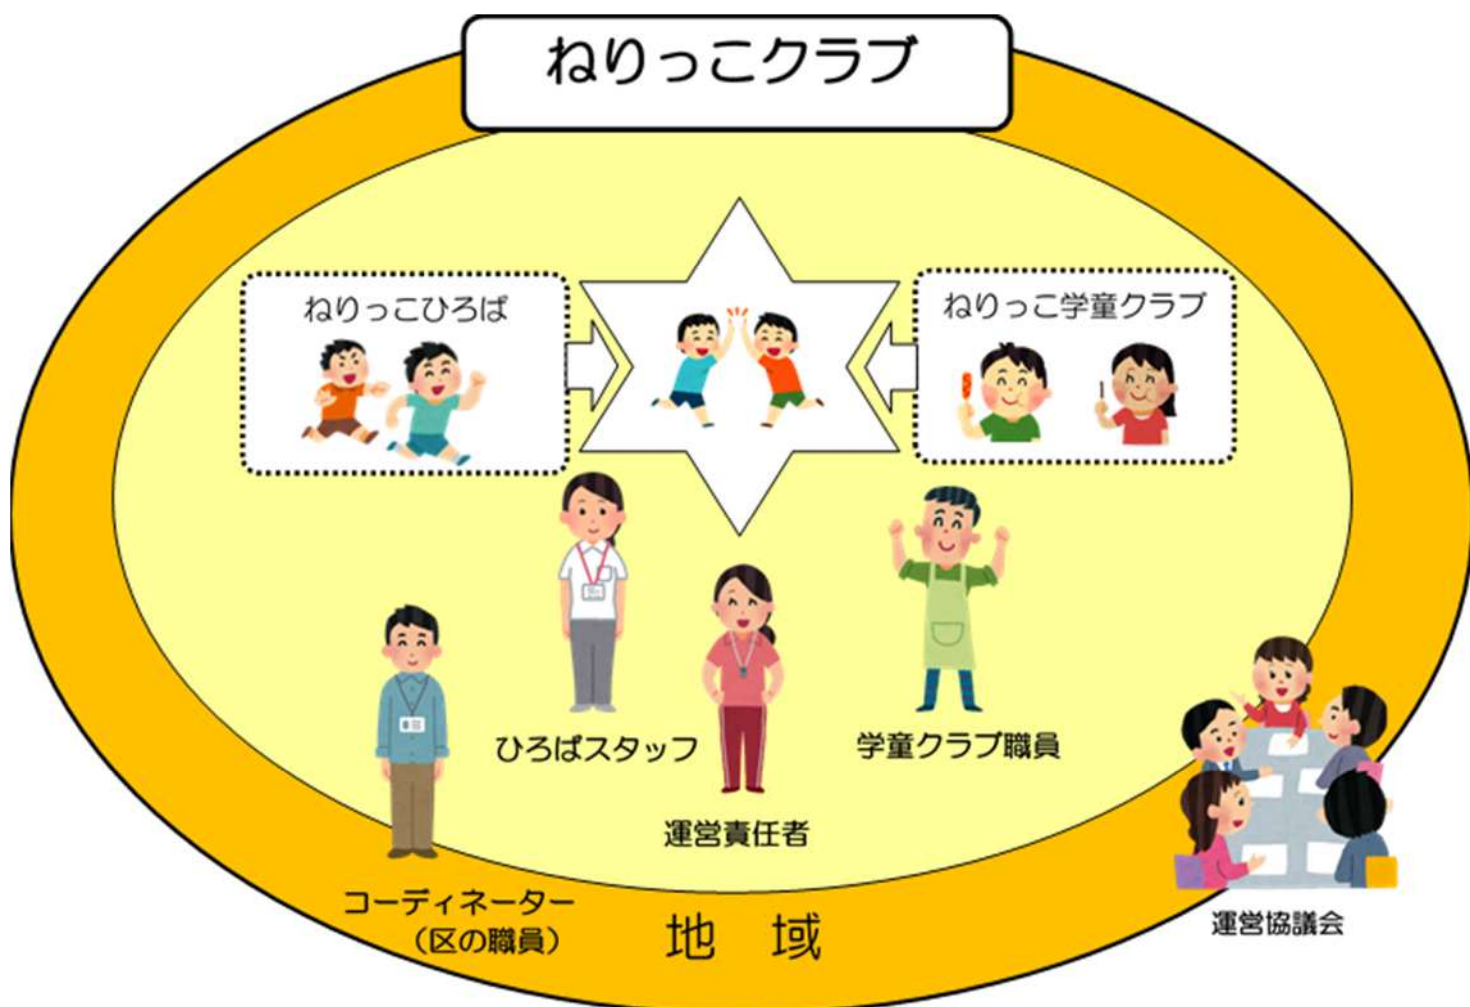 ねりっこクラブ
ねりっこひろば
ねりっこ学童クラブ
ひろばスタッフ
学童クラブ職員
運営責任者
コーディネーター
（区の職員）
地　域
運営協議会